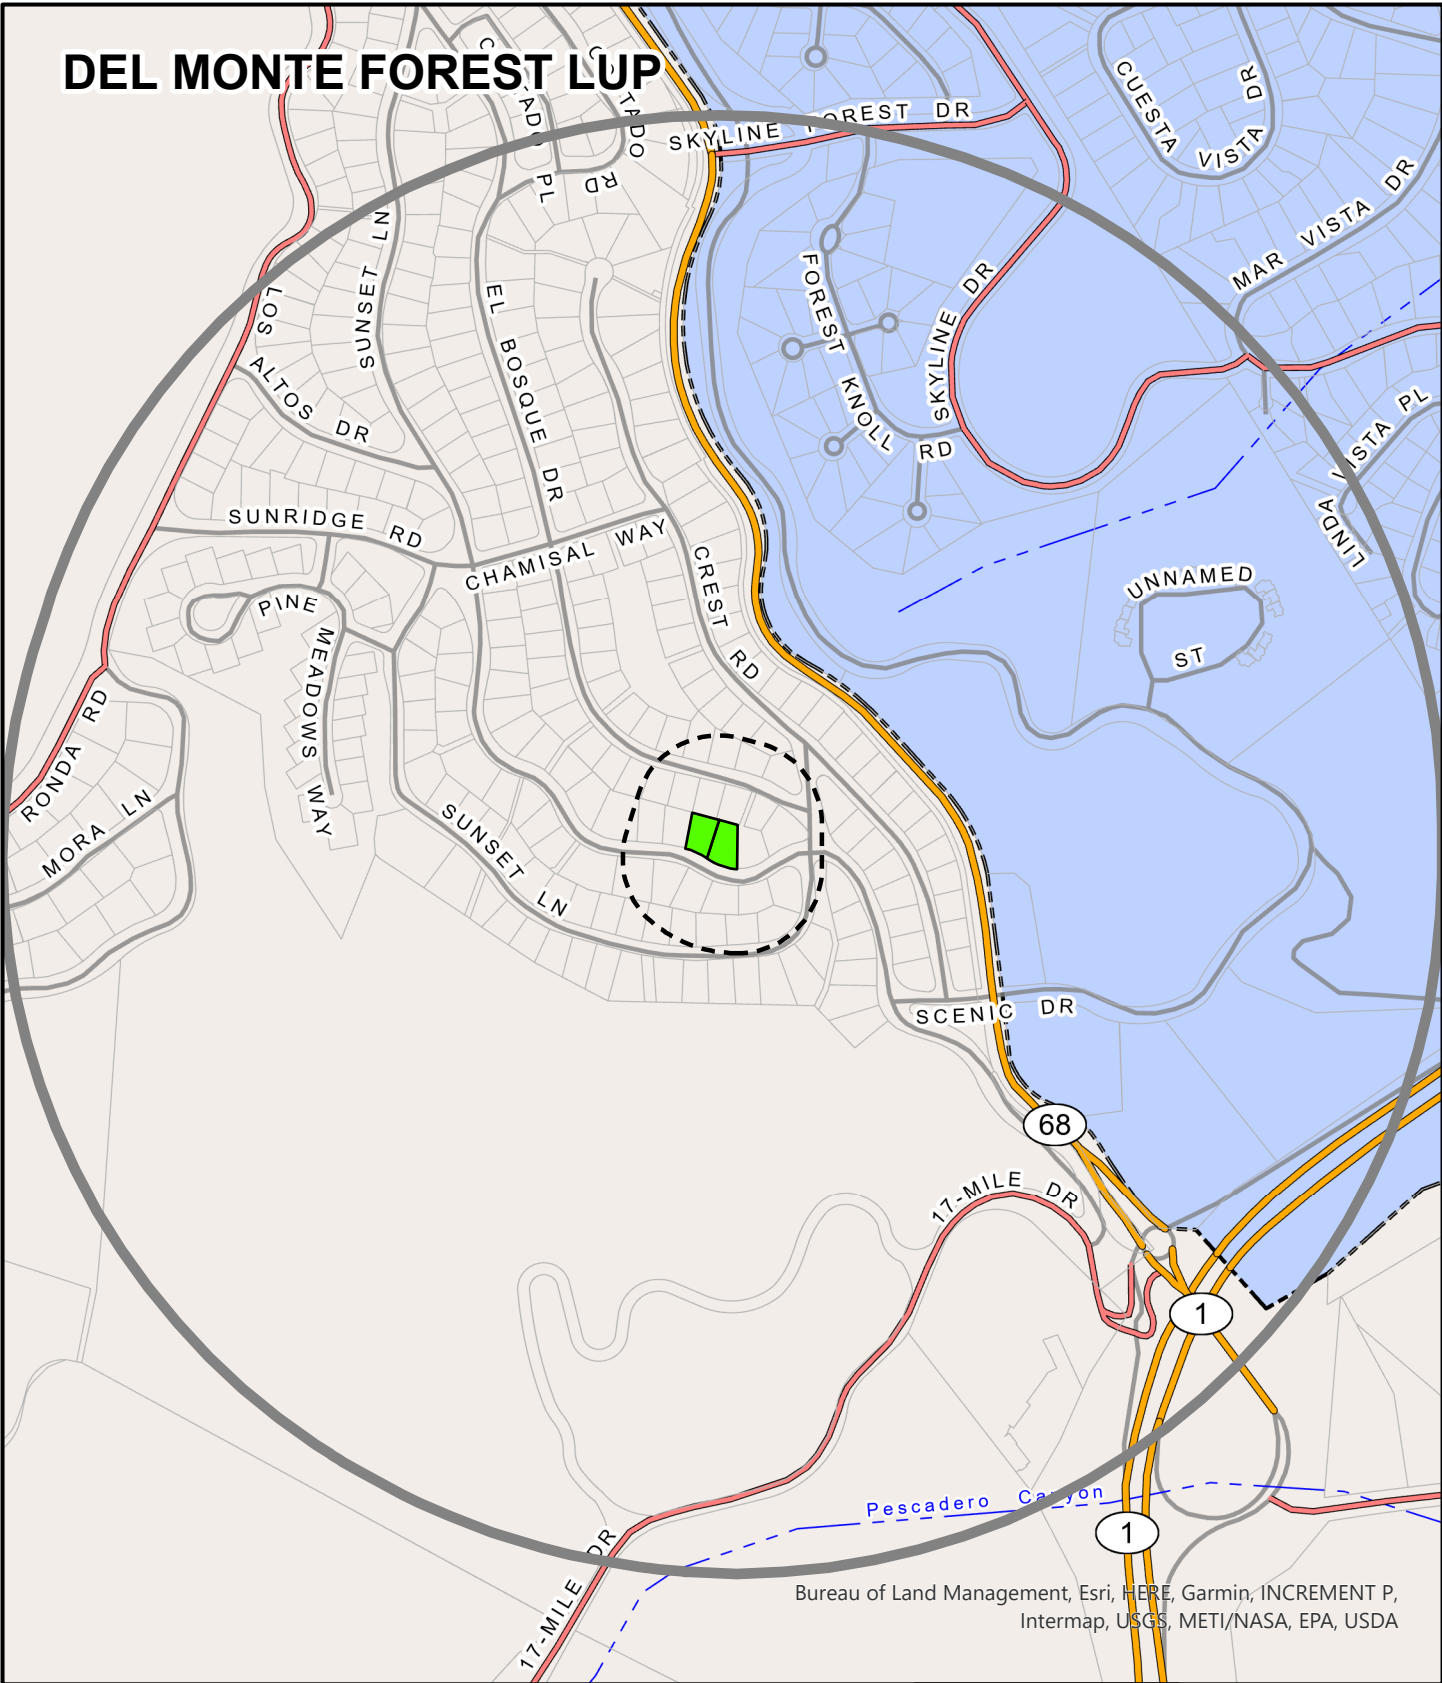 DEL MONTE FOREST LUP
CORTADO PL
CORTADO RD
SKYLINE FOREST DR
CUESTA VISTA DR
MAR VISTA DR
SUNSET LN
LOS ALTOS DR
EL BOSQUE DR
FOREST KNOLL RD
SKYLINE DR
LINDA VISTA PL
SUNRIDGE RD
CHAMISAL WAY
CREST RD
UNNAMED ST
PINE MEADOWS WAY
RONDA RD
MORA LN
SUNSET LN
SCENIC DR
68
17-MILE DR
1
Pescadero Canyon
1
17-MILE DR
Bureau of Land Management, Esri, HERE, Garmin, INCREMENT P,
Intermap, USGS, METI/NASA, EPA, USDA